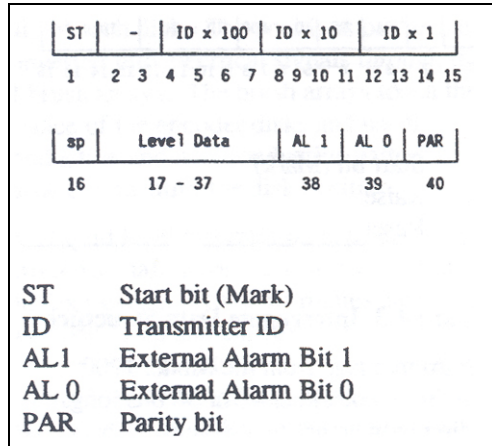 ST - ID x 100 ID x 10 ID x 1
1 2 3 4 5 6 7 8 9 10 11 12 13 14 15
sp Level Data AL 1 AL 0 PAR
16 17 - 37 38 39 40
ST Start bit (Mark)
ID Transmitter ID
AL1 External Alarm Bit 1
AL 0 External Alarm Bit 0
PAR Parity bit